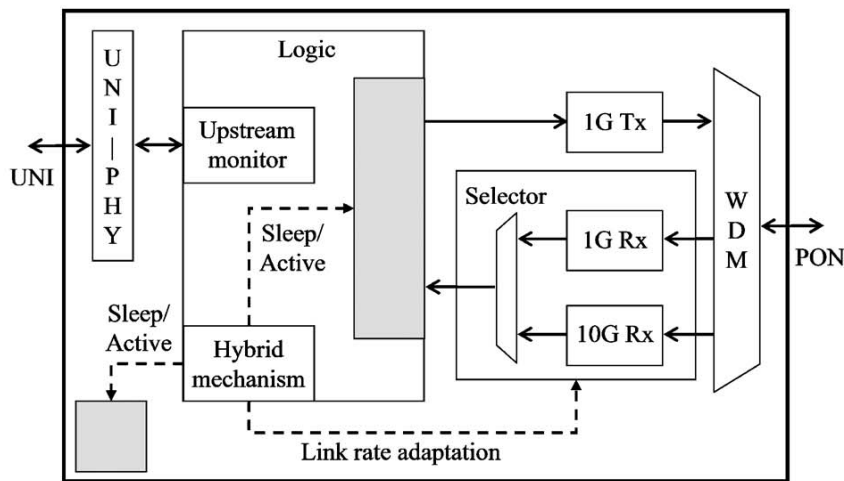 Logic
U
N
I
|
P
H
Y
UNI
Upstream
monitor
1G Tx
Selector
1G Rx
10G Rx
W
D
M
PON
Sleep/
Active
Sleep/
Active
Hybrid
mechanism
Link rate adaptation